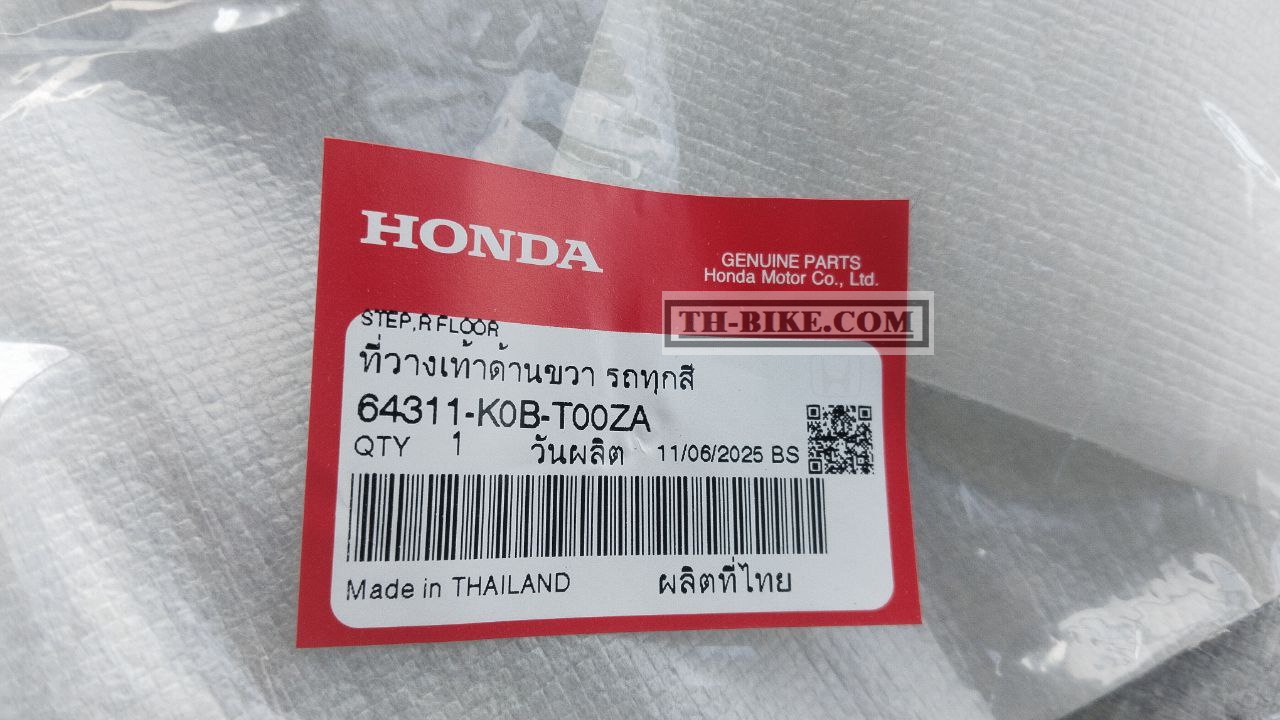 HONDA
GENUINE PARTS
Honda Motor Co., Ltd.
TH-BIKE.COM
STEP,R FLOOR
ที่วางเท้าด้านขวา รถทุกสี
64311-K0B-T00ZA
QTY 1 วันผลิต 11/06/2025 BS
Made in THAILAND ผลิตที่ไทย